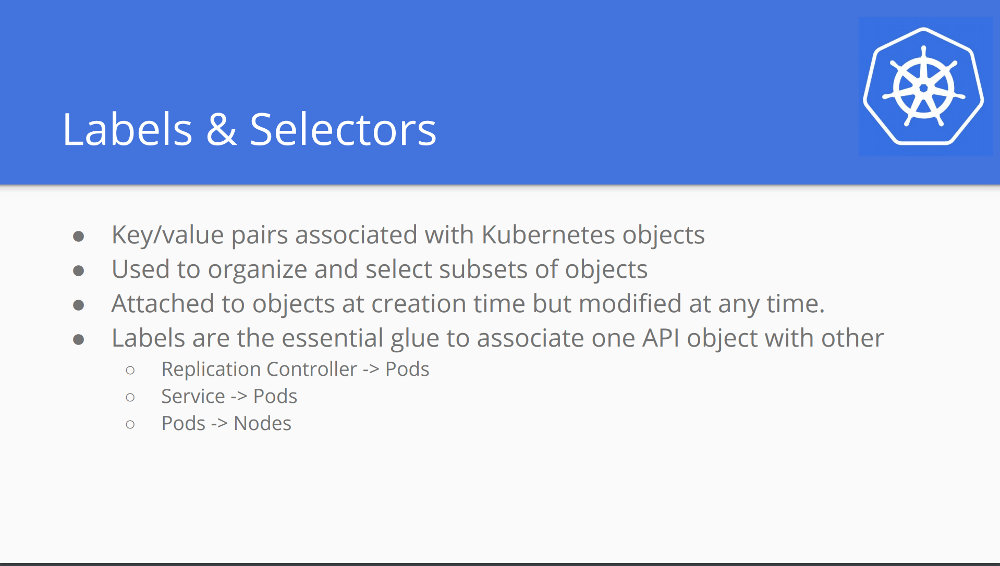 Labels & Selectors
● Key/value pairs associated with Kubernetes objects
● Used to organize and select subsets of objects
● Attached to objects at creation time but modified at any time.
● Labels are the essential glue to associate one API object with other
○ Replication Controller -> Pods
○ Service -> Pods
○ Pods -> Nodes